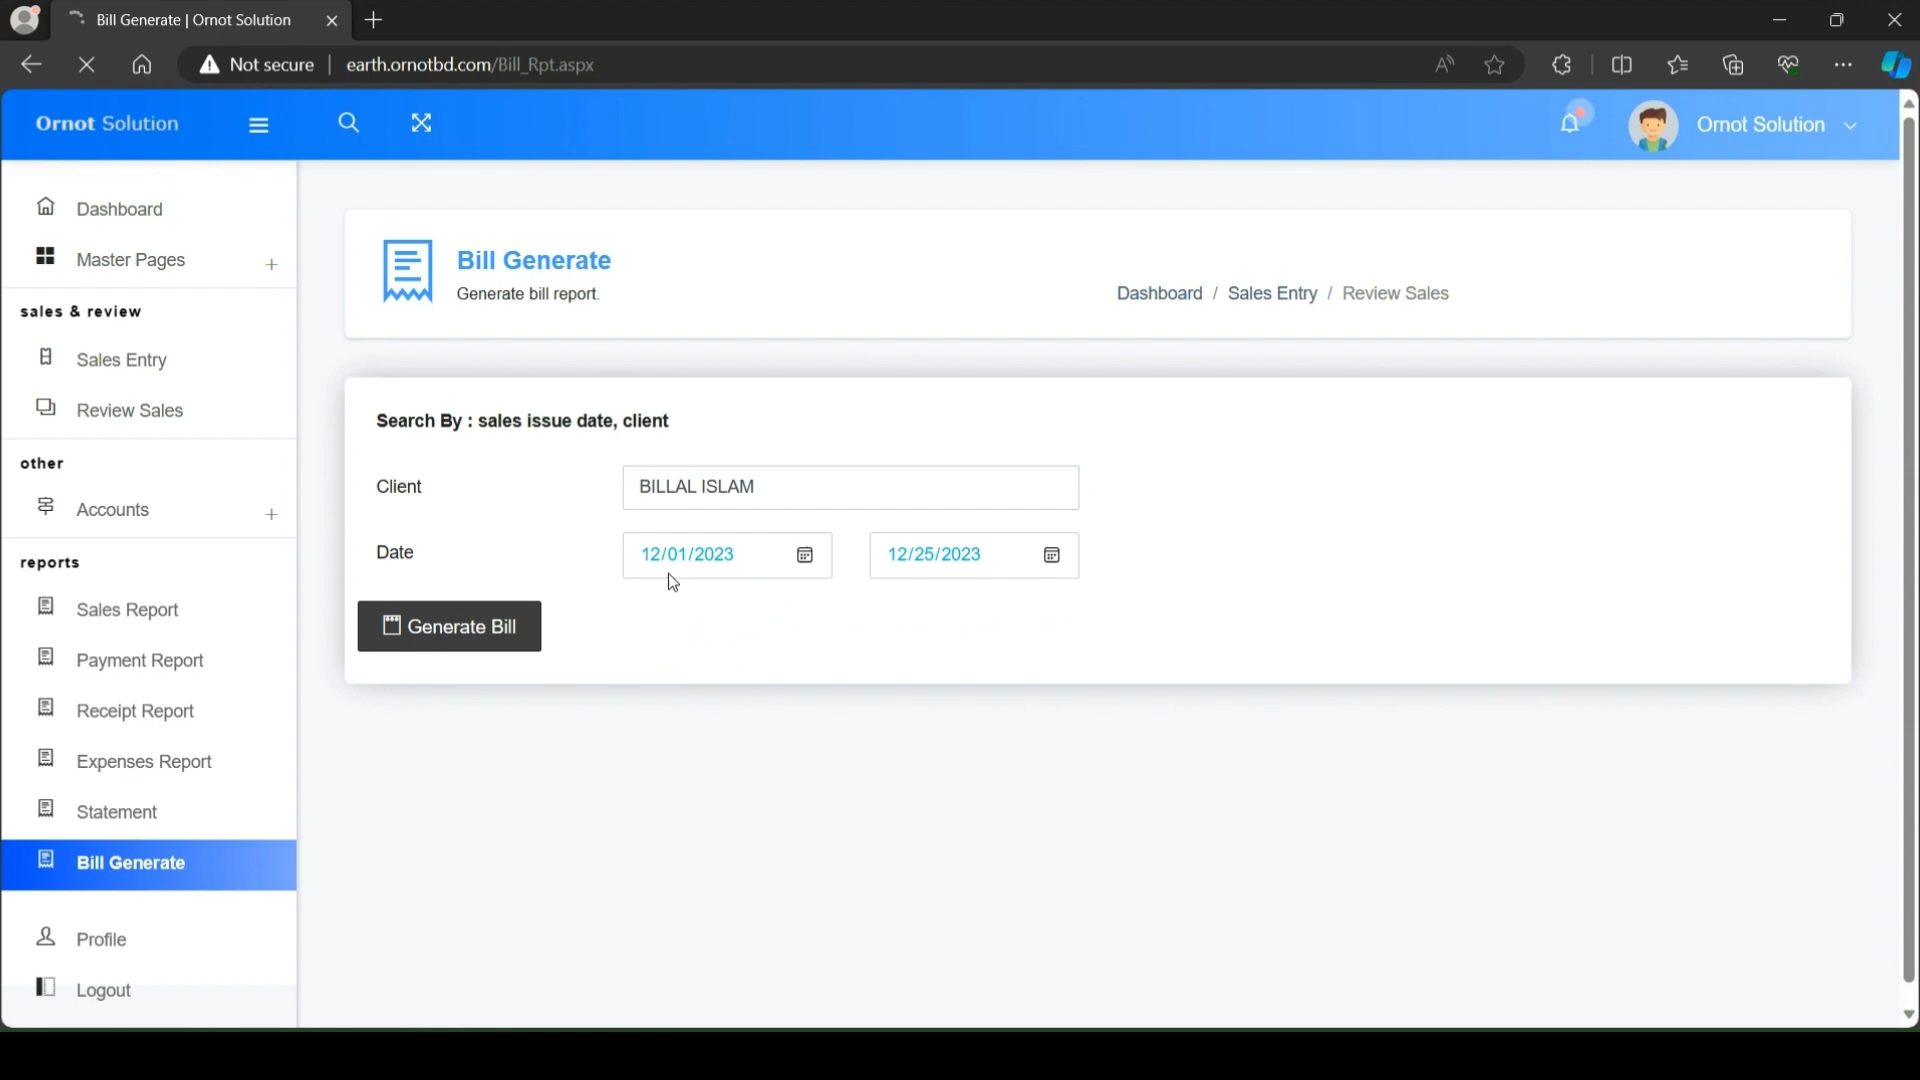 Bill Generate | Ornot Solution
Not secure | earth.ornotbd.com/Bill_Rpt.aspx
Ornot Solution
Ornot Solution
Dashboard
Master Pages +
sales & review
Sales Entry
Review Sales
other
Accounts +
reports
Sales Report
Payment Report
Receipt Report
Expenses Report
Statement
Bill Generate
Profile
Logout
Bill Generate
Generate bill report.
Dashboard / Sales Entry / Review Sales
Search By : sales issue date, client
Client BILLAL ISLAM
Date 12/01/2023 12/25/2023
Generate Bill